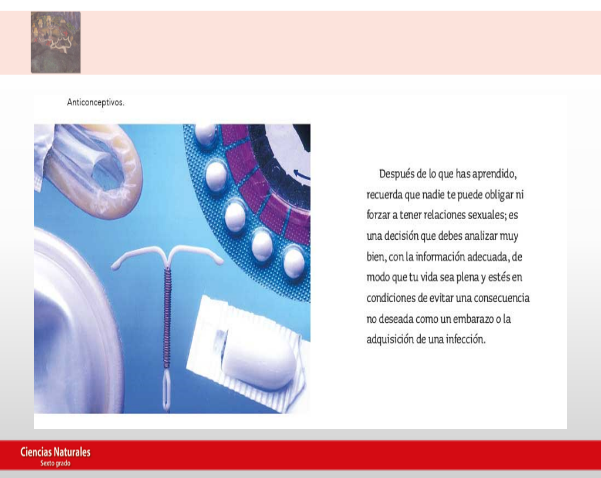 Anticonceptivos.
Después de lo que has aprendido,
recuerda que nadie te puede obligar ni
forzar a tener relaciones sexuales; es
una decisión que debes analizar muy
bien, con la información adecuada, de
modo que tu vida sea plena y estés en
condiciones de evitar una consecuencia
no deseada como un embarazo o la
adquisición de una infección.
Ciencias Naturales
Sexto grado